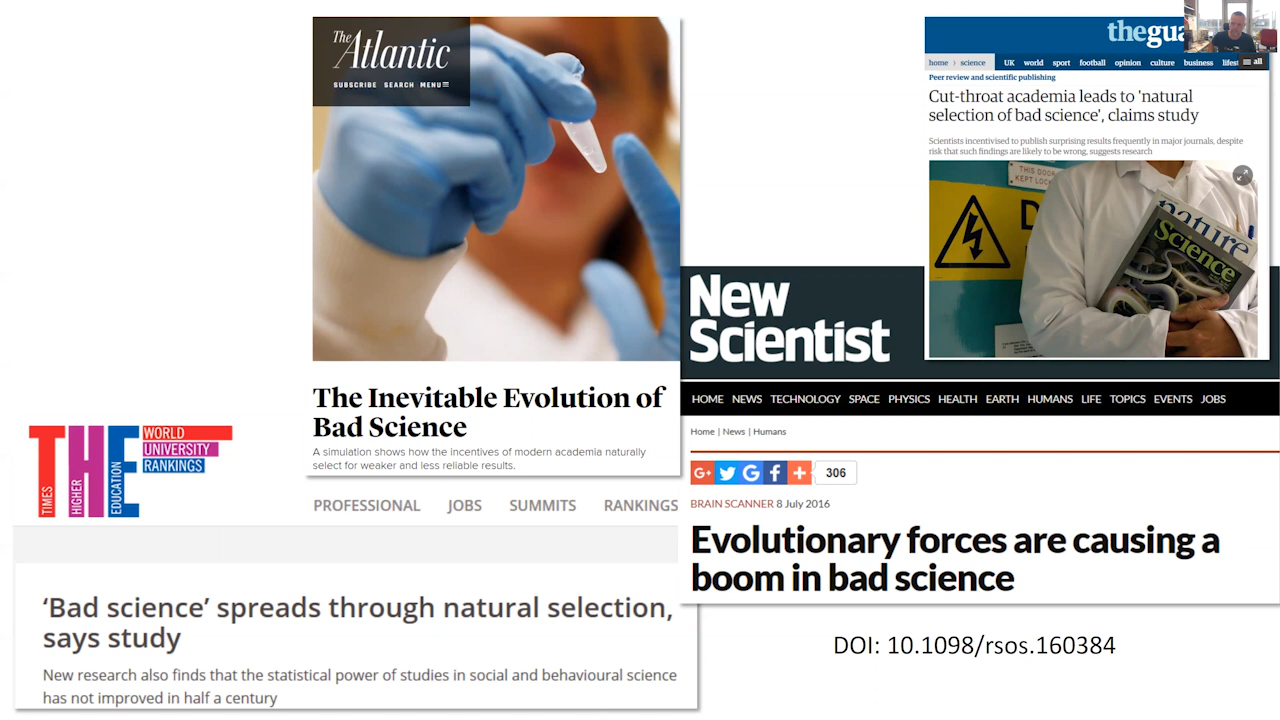 The
Atlantic
SUBSCRIBE SEARCH MENU
The Inevitable Evolution of
Bad Science
A simulation shows how the incentives of modern academia naturally
select for weaker and less reliable results.
thegua
home › science UK world sport football opinion culture business lifest all
Peer review and scientific publishing
Cut-throat academia leads to 'natural
selection of bad science', claims study
Scientists incentivised to publish surprising results frequently in major journals, despite
risk that such findings are likely to be wrong, suggests research
THIS DOOR
KEPT LOC
D
nature
Science
New
Scientist
HOME NEWS TECHNOLOGY SPACE PHYSICS HEALTH EARTH HUMANS LIFE TOPICS EVENTS JOBS
Home | News | Humans
G+ G f + 306
BRAIN SCANNER 8 July 2016
Evolutionary forces are causing a
boom in bad science
THE
TIMES
HIGHER
EDUCATION
WORLD
UNIVERSITY
RANKINGS
PROFESSIONAL JOBS SUMMITS RANKINGS
‘Bad science’ spreads through natural selection,
says study
New research also finds that the statistical power of studies in social and behavioural science
has not improved in half a century
DOI: 10.1098/rsos.160384